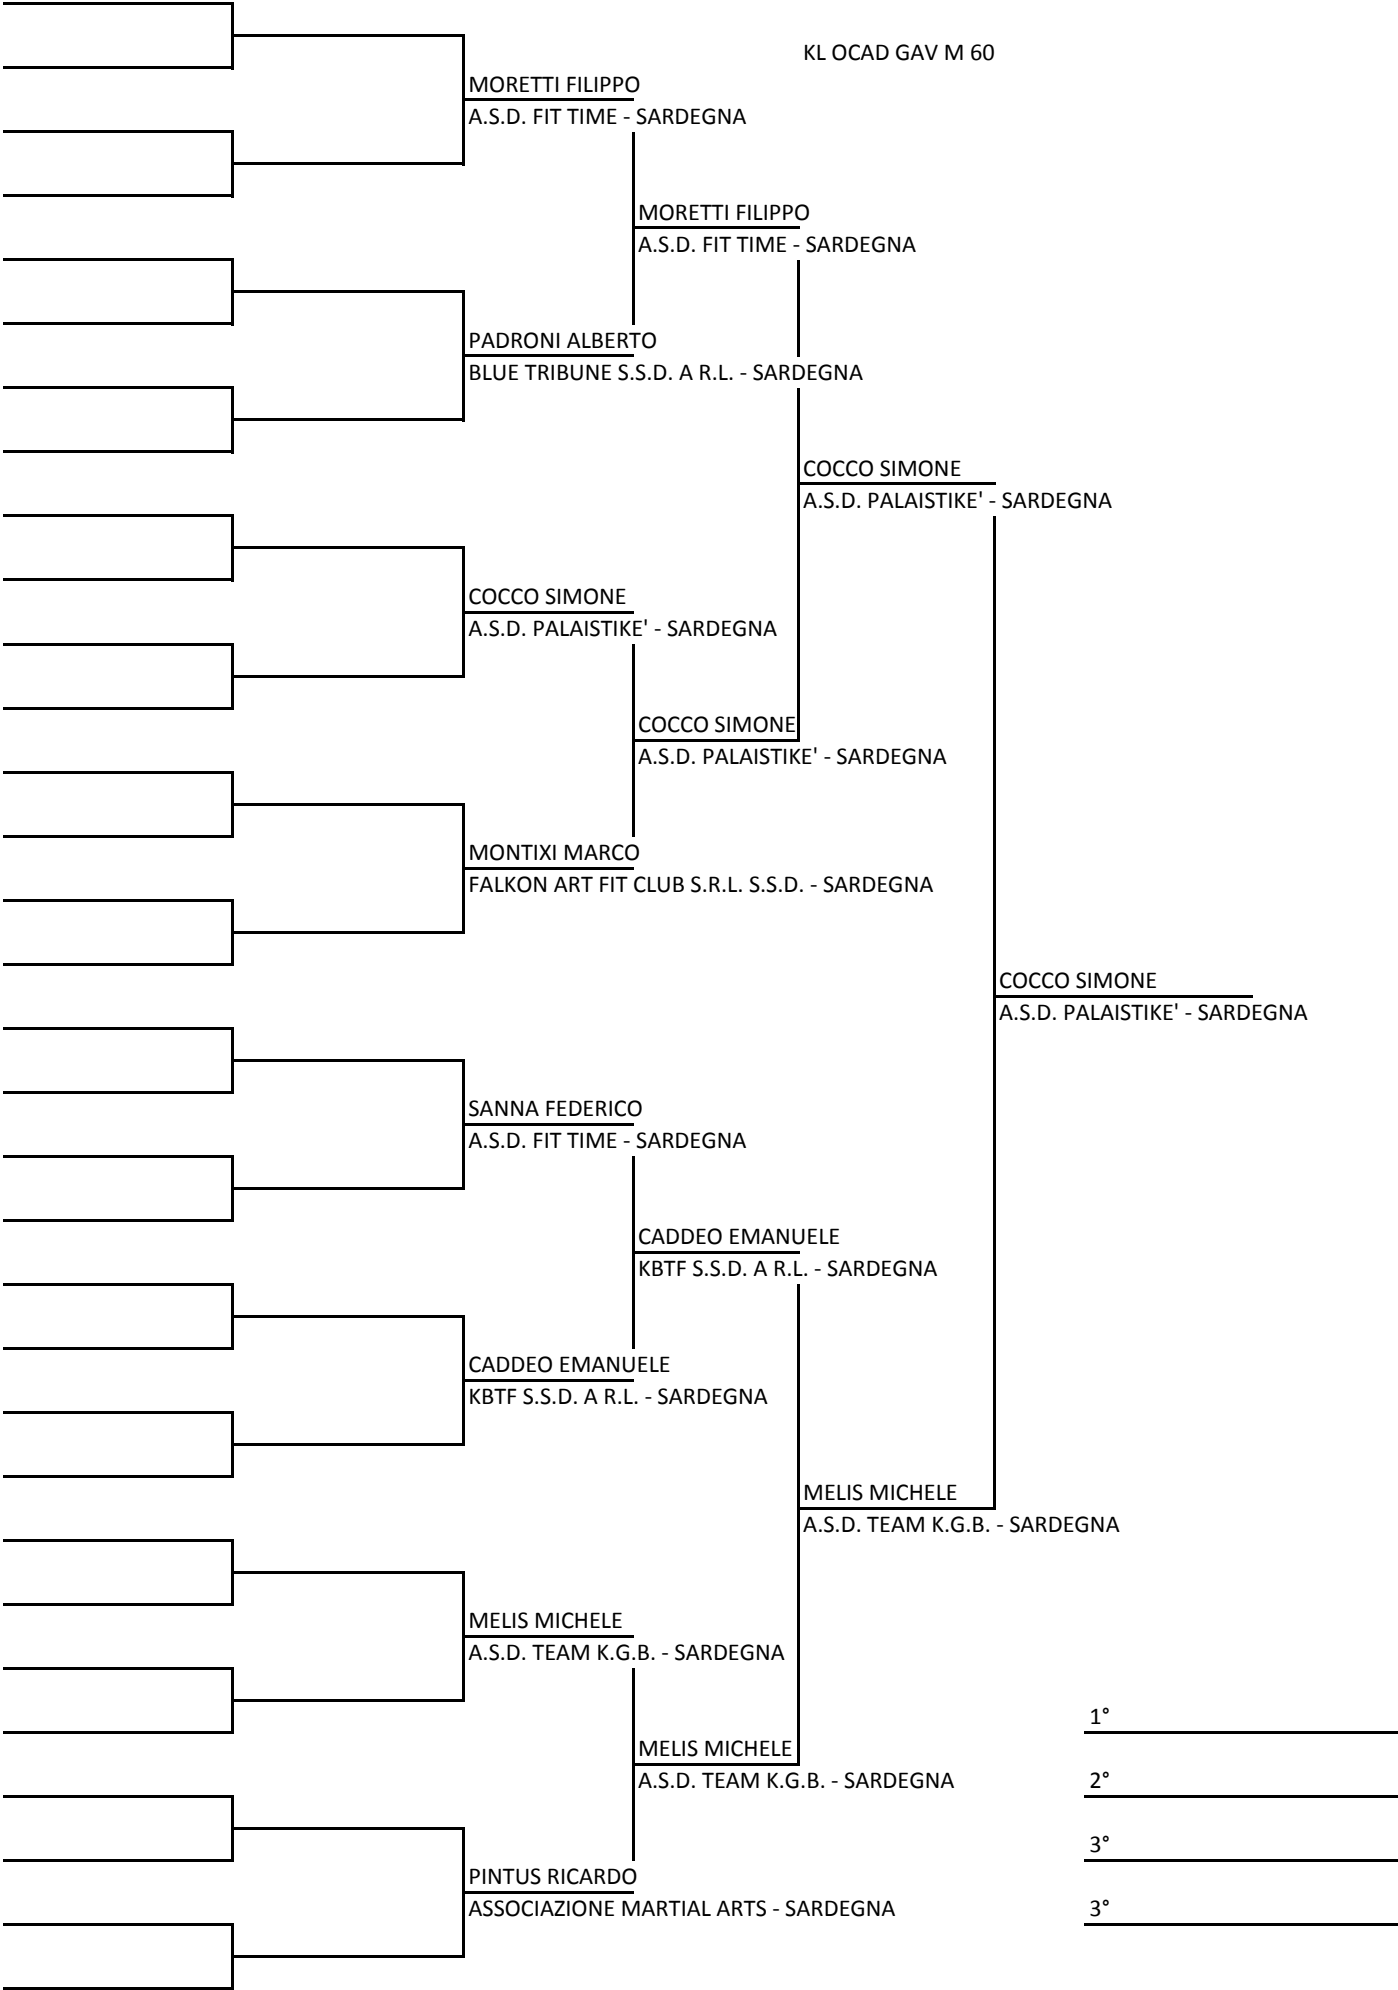 KL OCAD GAV M 60
MORETTI FILIPPO
A.S.D. FIT TIME - SARDEGNA
MORETTI FILIPPO
A.S.D. FIT TIME - SARDEGNA
PADRONI ALBERTO
BLUE TRIBUNE S.S.D. A R.L. - SARDEGNA
COCCO SIMONE
A.S.D. PALAISTIKE' - SARDEGNA
COCCO SIMONE
A.S.D. PALAISTIKE' - SARDEGNA
COCCO SIMONE
A.S.D. PALAISTIKE' - SARDEGNA
MONTIXI MARCO
FALKON ART FIT CLUB S.R.L. S.S.D. - SARDEGNA
COCCO SIMONE
A.S.D. PALAISTIKE' - SARDEGNA
SANNA FEDERICO
A.S.D. FIT TIME - SARDEGNA
CADDEO EMANUELE
KBTF S.S.D. A R.L. - SARDEGNA
CADDEO EMANUELE
KBTF S.S.D. A R.L. - SARDEGNA
MELIS MICHELE
A.S.D. TEAM K.G.B. - SARDEGNA
MELIS MICHELE
A.S.D. TEAM K.G.B. - SARDEGNA
1°
MELIS MICHELE
A.S.D. TEAM K.G.B. - SARDEGNA
2°
3°
PINTUS RICARDO
ASSOCIAZIONE MARTIAL ARTS - SARDEGNA
3°